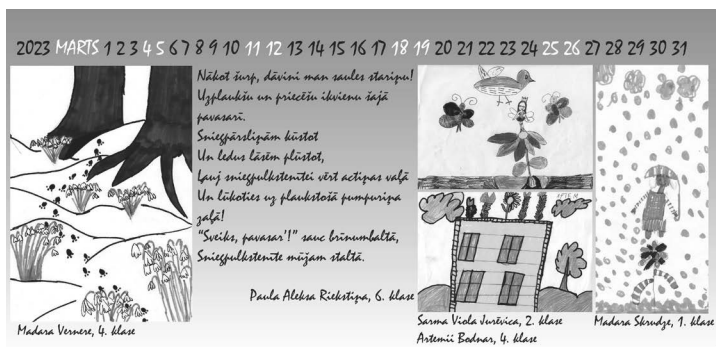 2023 MARTS 1 2 3 4 5 6 7 8 9 10 11 12 13 14 15 16 17 18 19 20 21 22 23 24 25 26 27 28 29 30 31
Nākot šurp, dāvini man saules stariņu!
Uzplaukšu un priecēšu ikvienu šajā
pavasarī.
Sniegpārsliņām kūstot
Un ledus lāsēm plūstot,
Ļauj sniegpulkstenītei vērt actiņas vaļā
Un lūkoties uz plaukstošā pumpuriņa
zaļā!
"Sveiks, pavasar'!" sauc brīnumbaltā,
Sniegpulkstenīte mūžam staltā.
Paula Aleksa Riekstiņa, 6. klase
Madara Vernere, 4. klase
Sarma Viola Jurēvica, 2. klase
Artemii Bodnar, 4. klase
Madara Skrudze, 1. klase